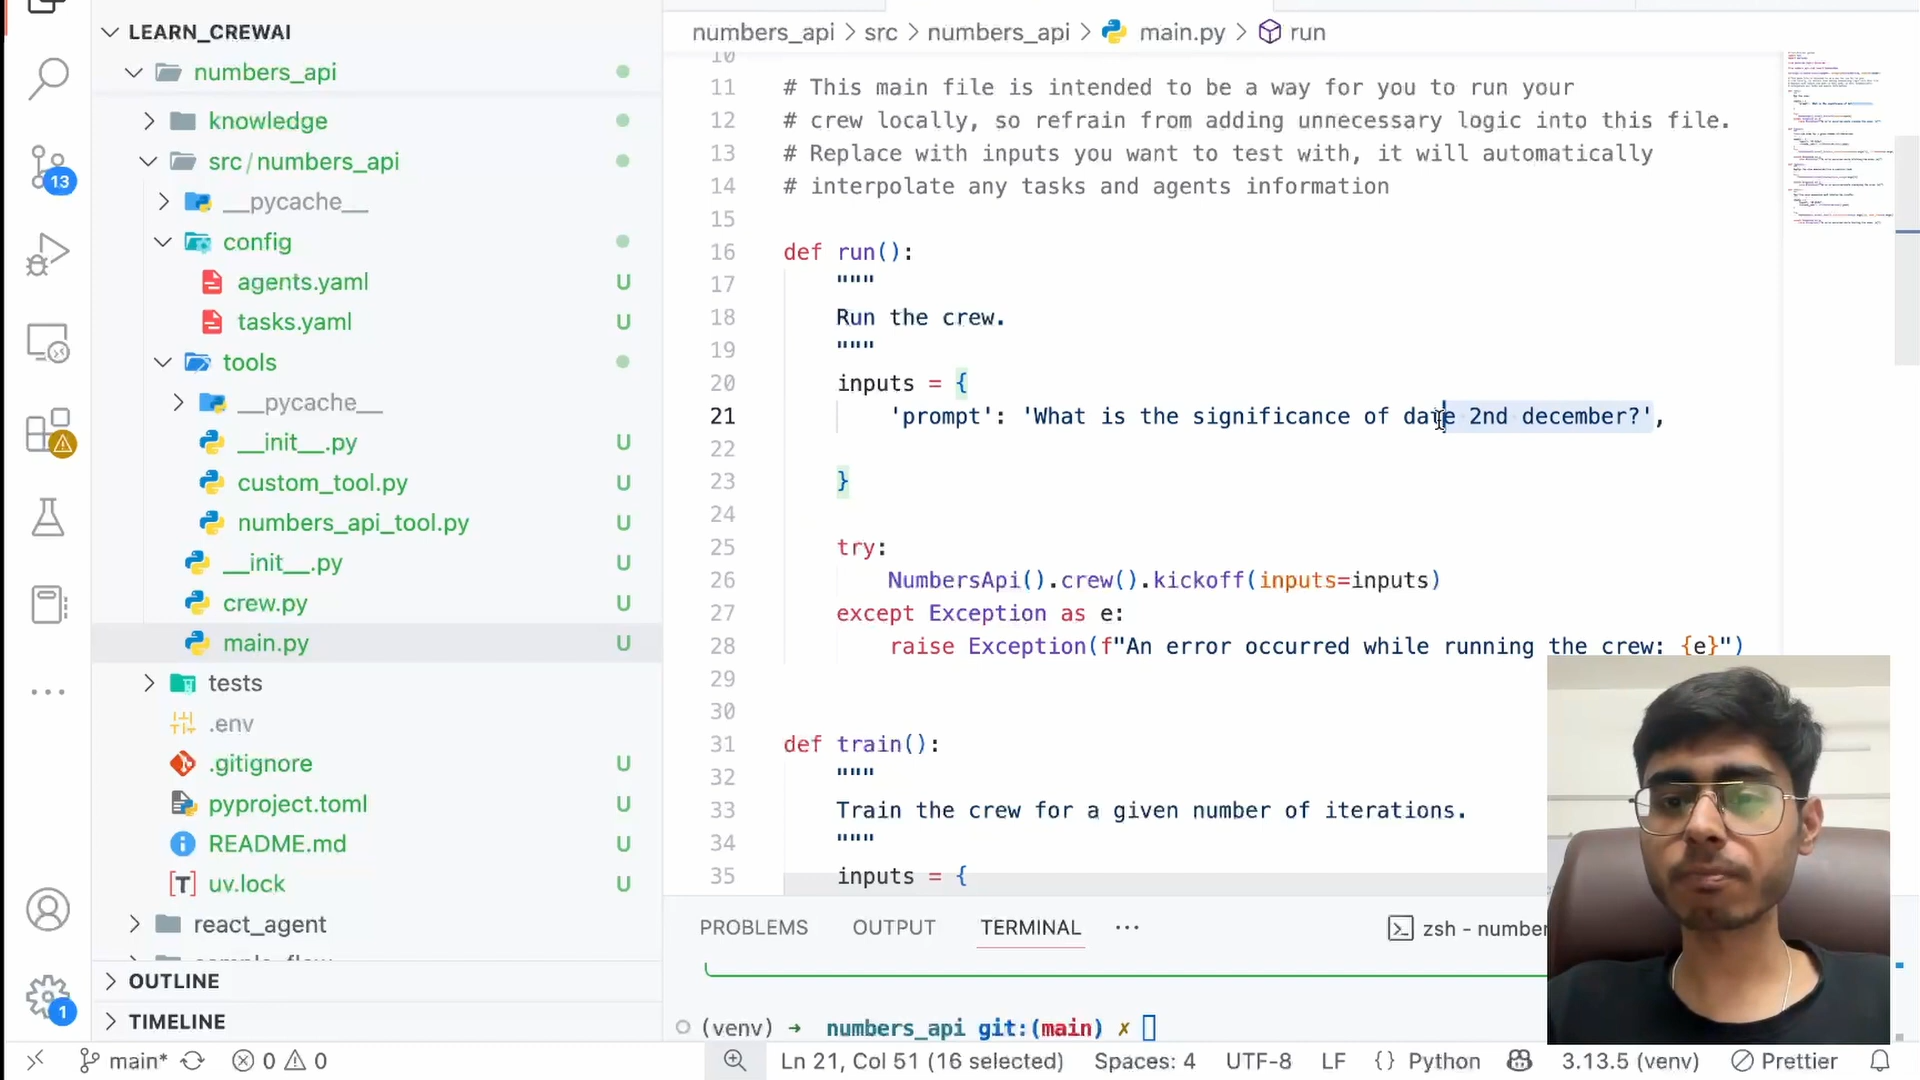 LEARN_CREWAI
numbers_api
knowledge
src/numbers_api
__pycache__
config
agents.yaml U
tasks.yaml U
tools
__pycache__
__init__.py U
custom_tool.py U
numbers_api_tool.py U
__init__.py U
crew.py U
main.py U
tests
.env
.gitignore U
pyproject.toml U
README.md U
uv.lock U
react_agent
OUTLINE
TIMELINE
13
1
numbers_api > src > numbers_api > main.py > run
10
11 # This main file is intended to be a way for you to run your
12 # crew locally, so refrain from adding unnecessary logic into this file.
13 # Replace with inputs you want to test with, it will automatically
14 # interpolate any tasks and agents information
15
16 def run():
17 """
18 Run the crew.
19 """
20 inputs = {
21 'prompt': 'What is the significance of date 2nd december?',
22
23 }
24
25 try:
26 NumbersApi().crew().kickoff(inputs=inputs)
27 except Exception as e:
28 raise Exception(f"An error occurred while running the crew: {e}")
29
30
31 def train():
32 """
33 Train the crew for a given number of iterations.
34 """
35 inputs = {
PROBLEMS OUTPUT TERMINAL ··· zsh - number
(venv) → numbers_api git:(main) ✗
main* 0 0 Ln 21, Col 51 (16 selected) Spaces: 4 UTF-8 LF {} Python 3.13.5 (venv) Prettier